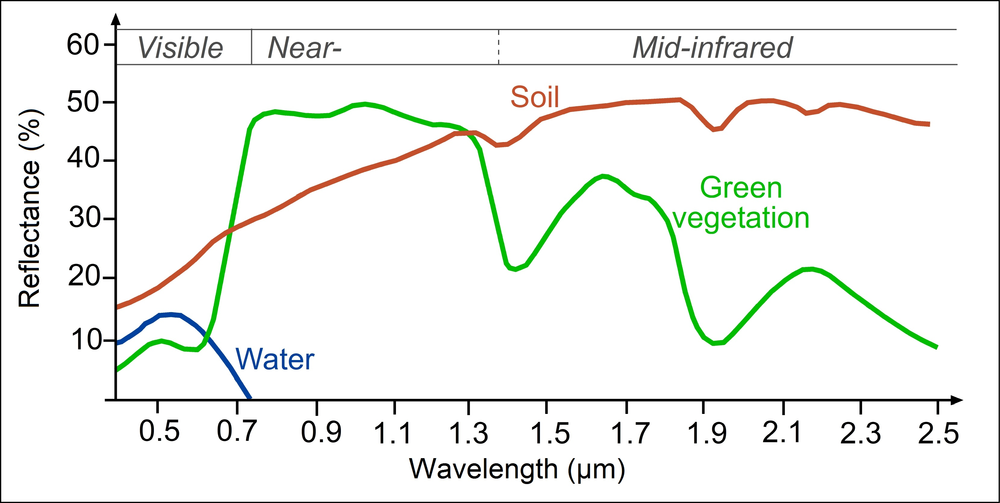 60
Visible
Near-
Mid-infrared
50
Soil
40
Green
vegetation
30
20
10
Water
Reflectance (%)
0.5 0.7 0.9 1.1 1.3 1.5 1.7 1.9 2.1 2.3 2.5
Wavelength (µm)